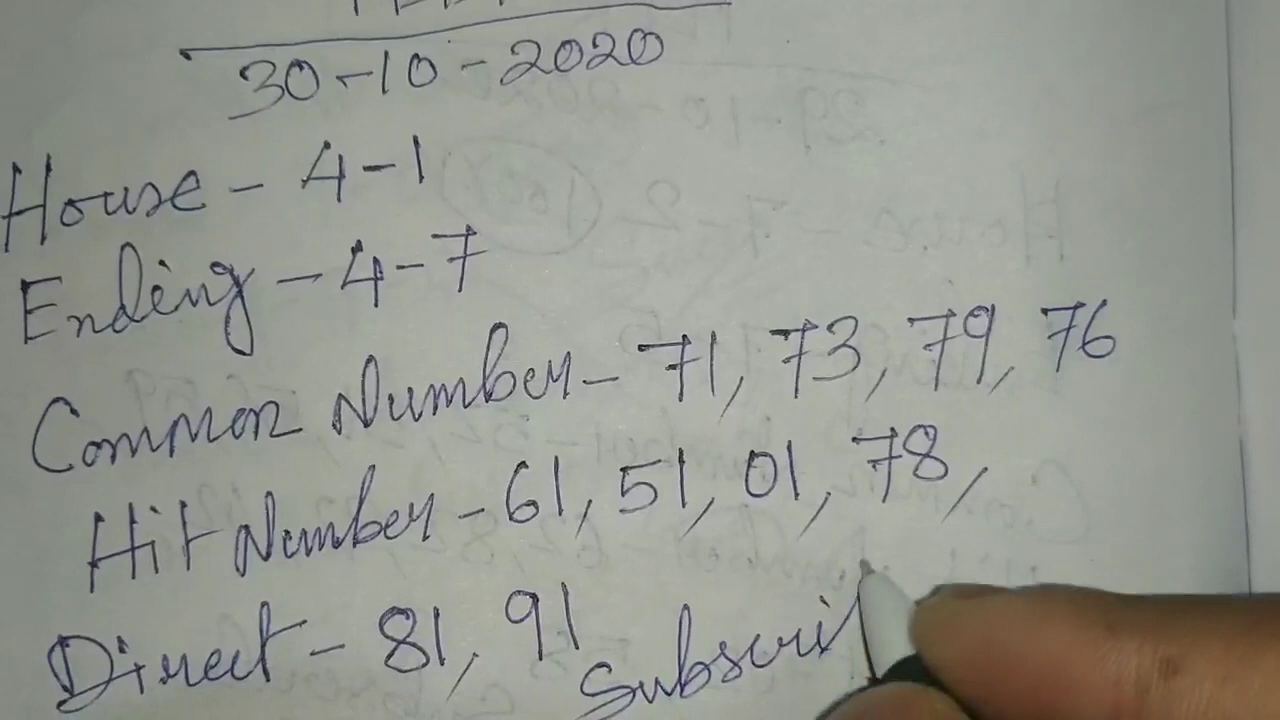 30-10-2020
House - 4-1
Ending - 4-7
Common Number - 71, 73, 79, 76
Hit Number - 61, 51, 01, 78,
Direct - 81, 91
Subscri